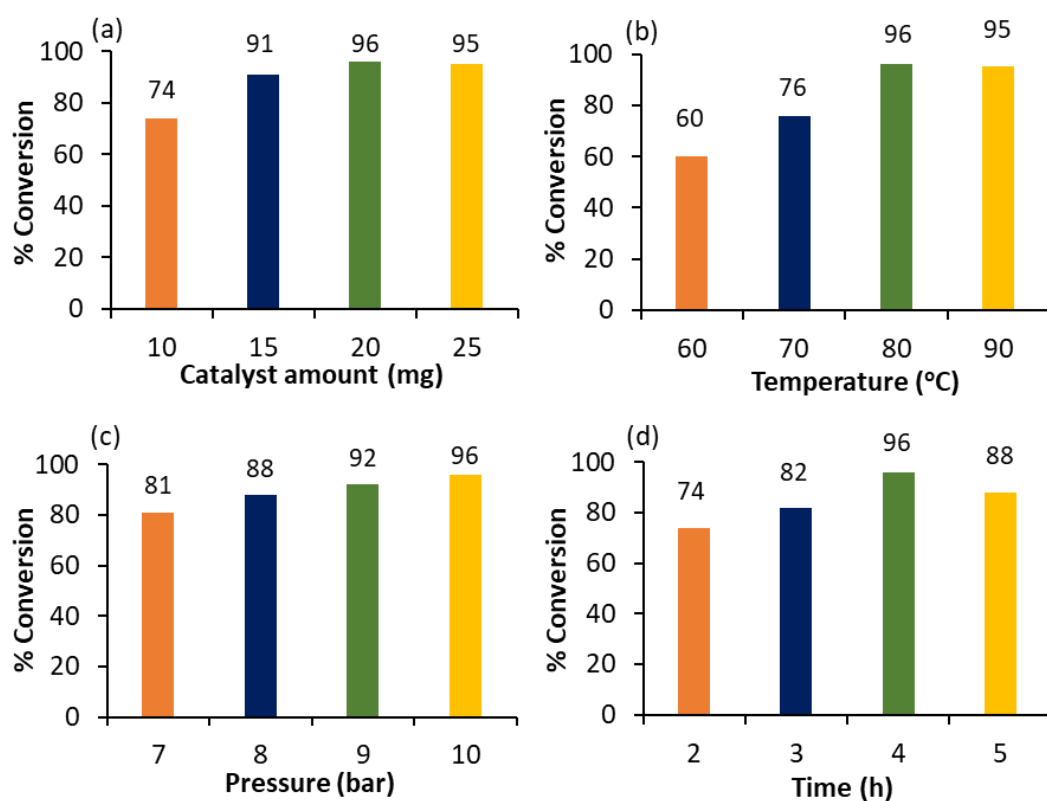 (a)
91 96 95
74
100
80
60
40
20
0
% Conversion
10 15 20 25
Catalyst amount (mg)
(b)
96 95
76
60
100
80
60
40
20
0
% Conversion
60 70 80 90
Temperature (°C)
(c)
81 88 92 96
100
80
60
40
20
0
% Conversion
7 8 9 10
Pressure (bar)
(d)
74 82 96 88
100
80
60
40
20
0
% Conversion
2 3 4 5
Time (h)